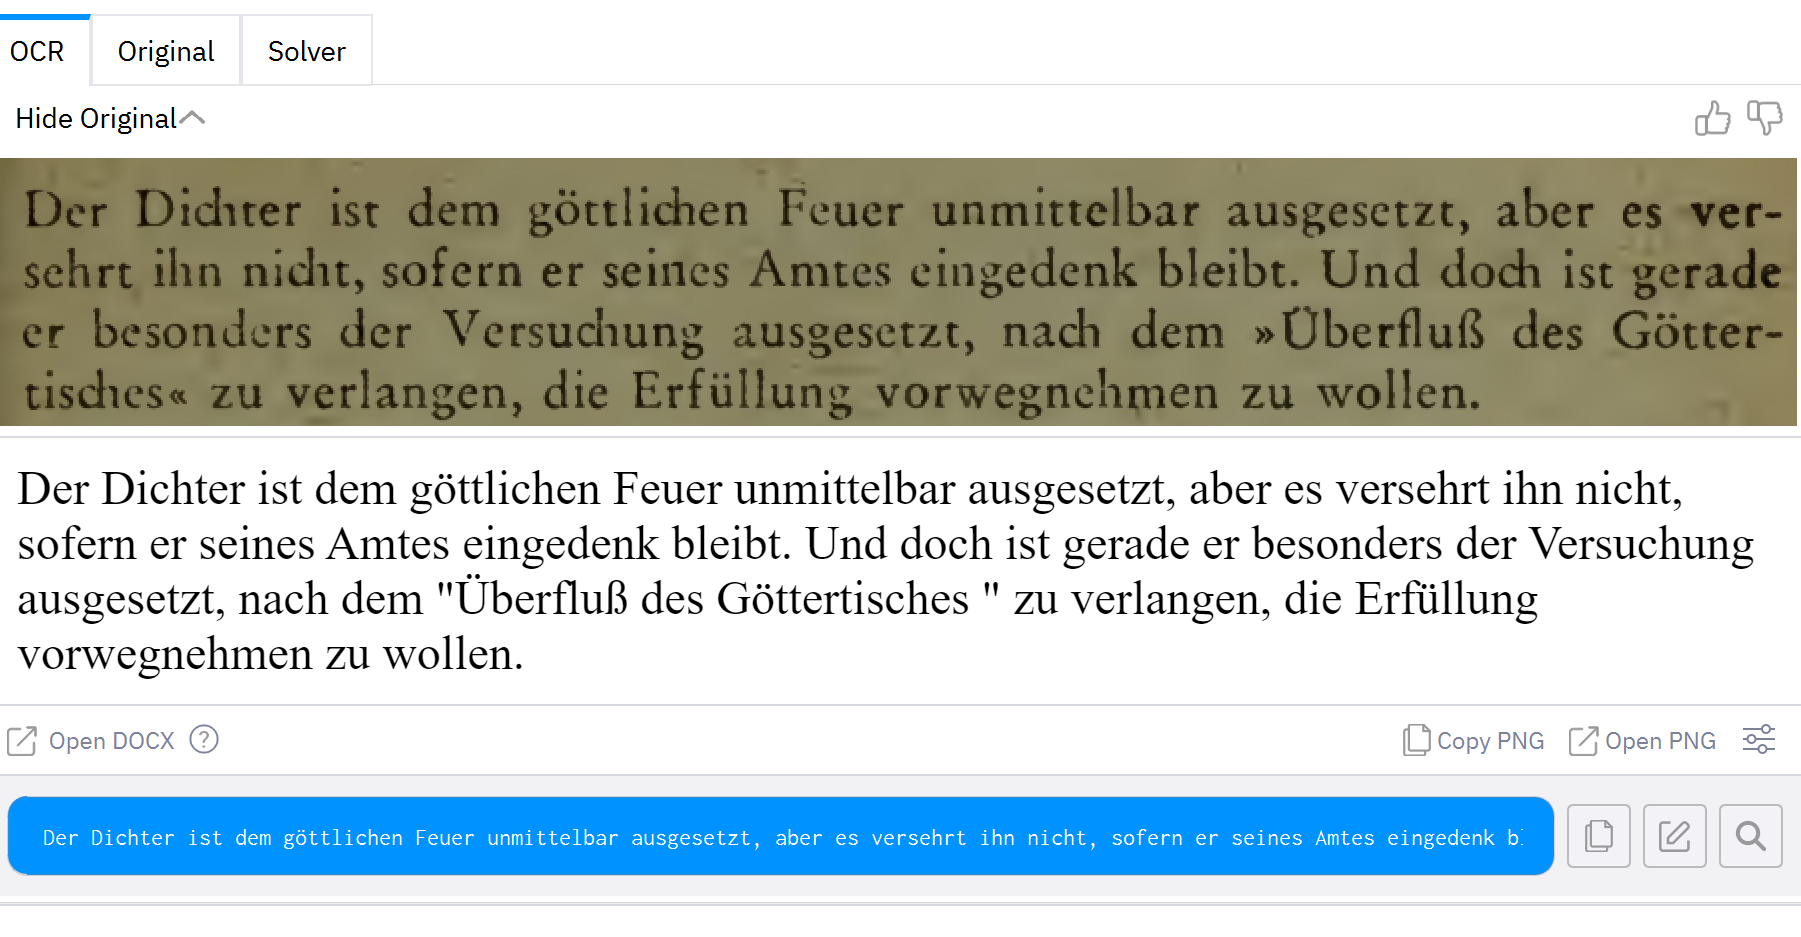 OCR
Original
Solver
Hide Original
Der Dichter ist dem göttlichen Feuer unmittelbar ausgesetzt, aber es ver-
sehrt ihn nicht, sofern er seines Amtes eingedenk bleibt. Und doch ist gerade
er besonders der Versuchung ausgesetzt, nach dem »Überfluß des Götter-
tisches« zu verlangen, die Erfüllung vorwegnehmen zu wollen.
Der Dichter ist dem göttlichen Feuer unmittelbar ausgesetzt, aber es versehrt ihn nicht,
sofern er seines Amtes eingedenk bleibt. Und doch ist gerade er besonders der Versuchung
ausgesetzt, nach dem "Überfluß des Göttertisches " zu verlangen, die Erfüllung
vorwegnehmen zu wollen.
Open DOCX ?
Copy PNG
Open PNG
Der Dichter ist dem göttlichen Feuer unmittelbar ausgesetzt, aber es versehrt ihn nicht, sofern er seines Amtes eingedenk b